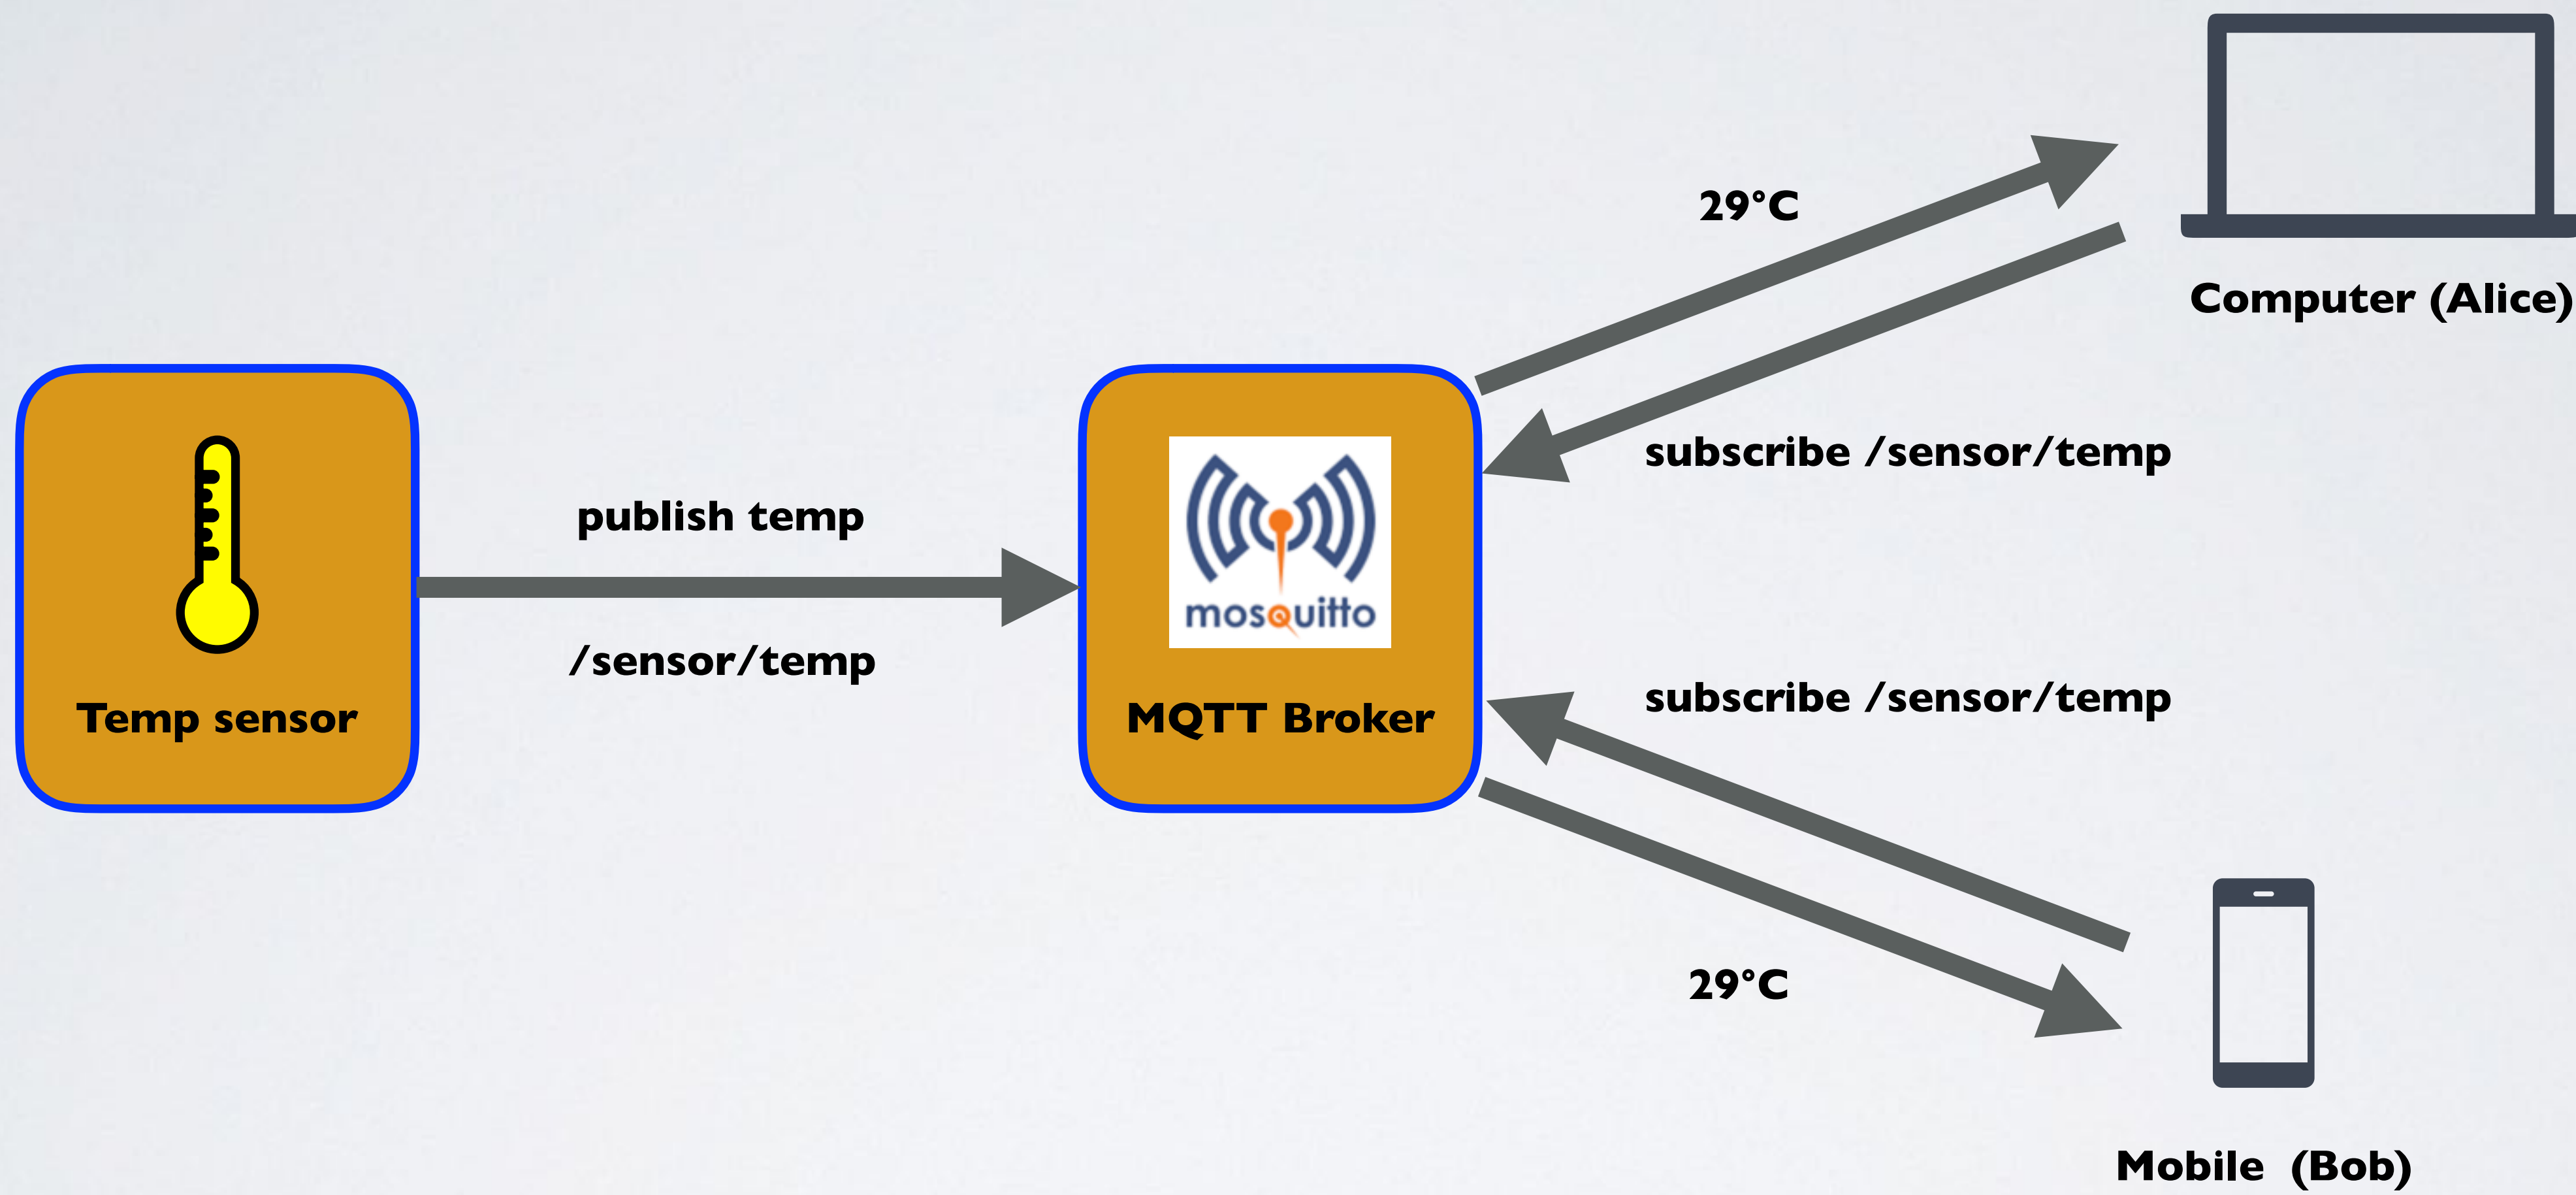 29°C
Computer (Alice)
subscribe /sensor/temp
publish temp
/sensor/temp
Temp sensor
mosquitto
MQTT Broker
subscribe /sensor/temp
29°C
Mobile (Bob)